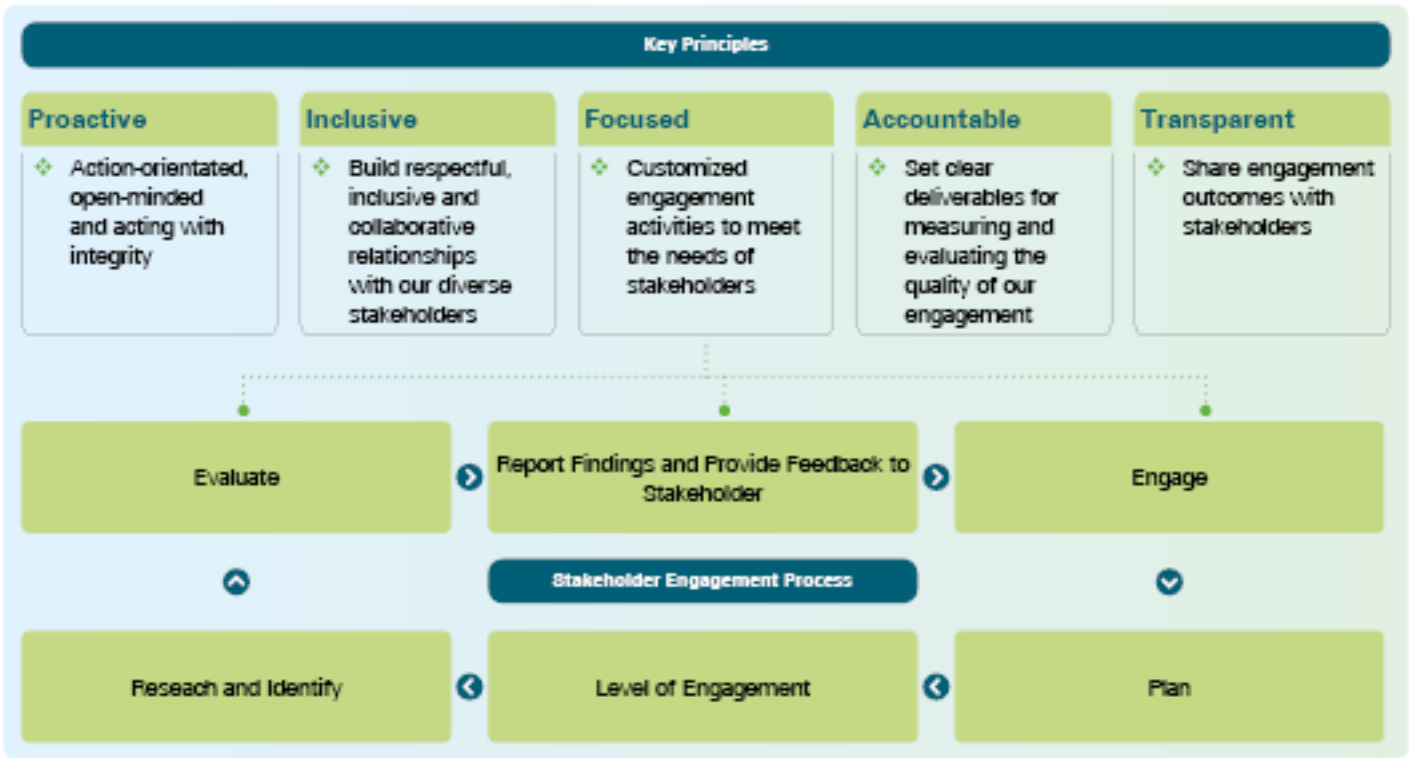 Key Principles
Proactive
Action-orientated,
open-minded
and acting with
integrity
Inclusive
Build respectful,
inclusive and
collaborative
relationships
with our diverse
stakeholders
Focused
Customized
engagement
activities to meet
the needs of
stakeholders
Accountable
Set clear
deliverables for
measuring and
evaluating the
quality of our
engagement
Transparent
Share engagement
outcomes with
stakeholders
Evaluate
Report Findings and Provide Feedback to
Stakeholder
Engage
Stakeholder Engagement Process
Reseach and Identify
Level of Engagement
Plan